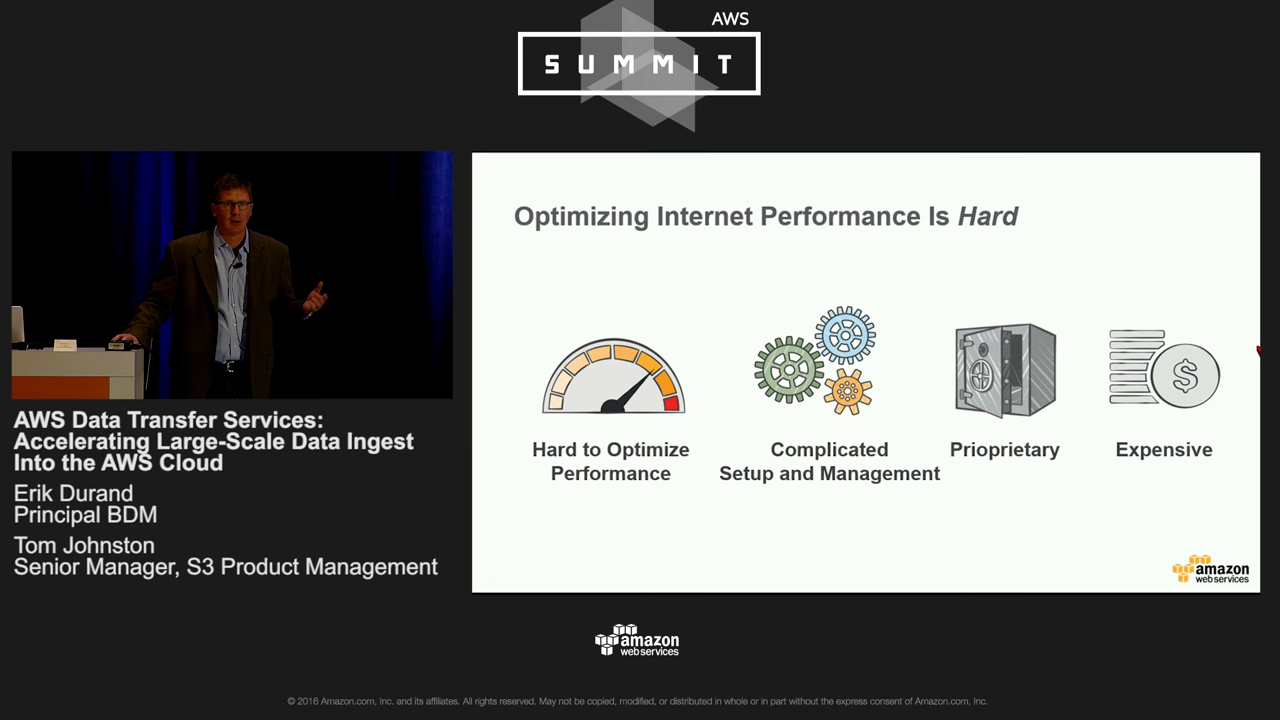 AWS
SUMMIT
Optimizing Internet Performance Is Hard
Hard to Optimize
Performance
Complicated
Setup and Management
Prioprietary
Expensive
$
amazon
web services
AWS Data Transfer Services:
Accelerating Large-Scale Data Ingest
Into the AWS Cloud
Erik Durand
Principal BDM
Tom Johnston
Senior Manager, S3 Product Management
amazon
web services
© 2016 Amazon.com, Inc. and its affiliates. All rights reserved. May not be copied, modified, or distributed in whole or in part without the express consent of Amazon.com, Inc.